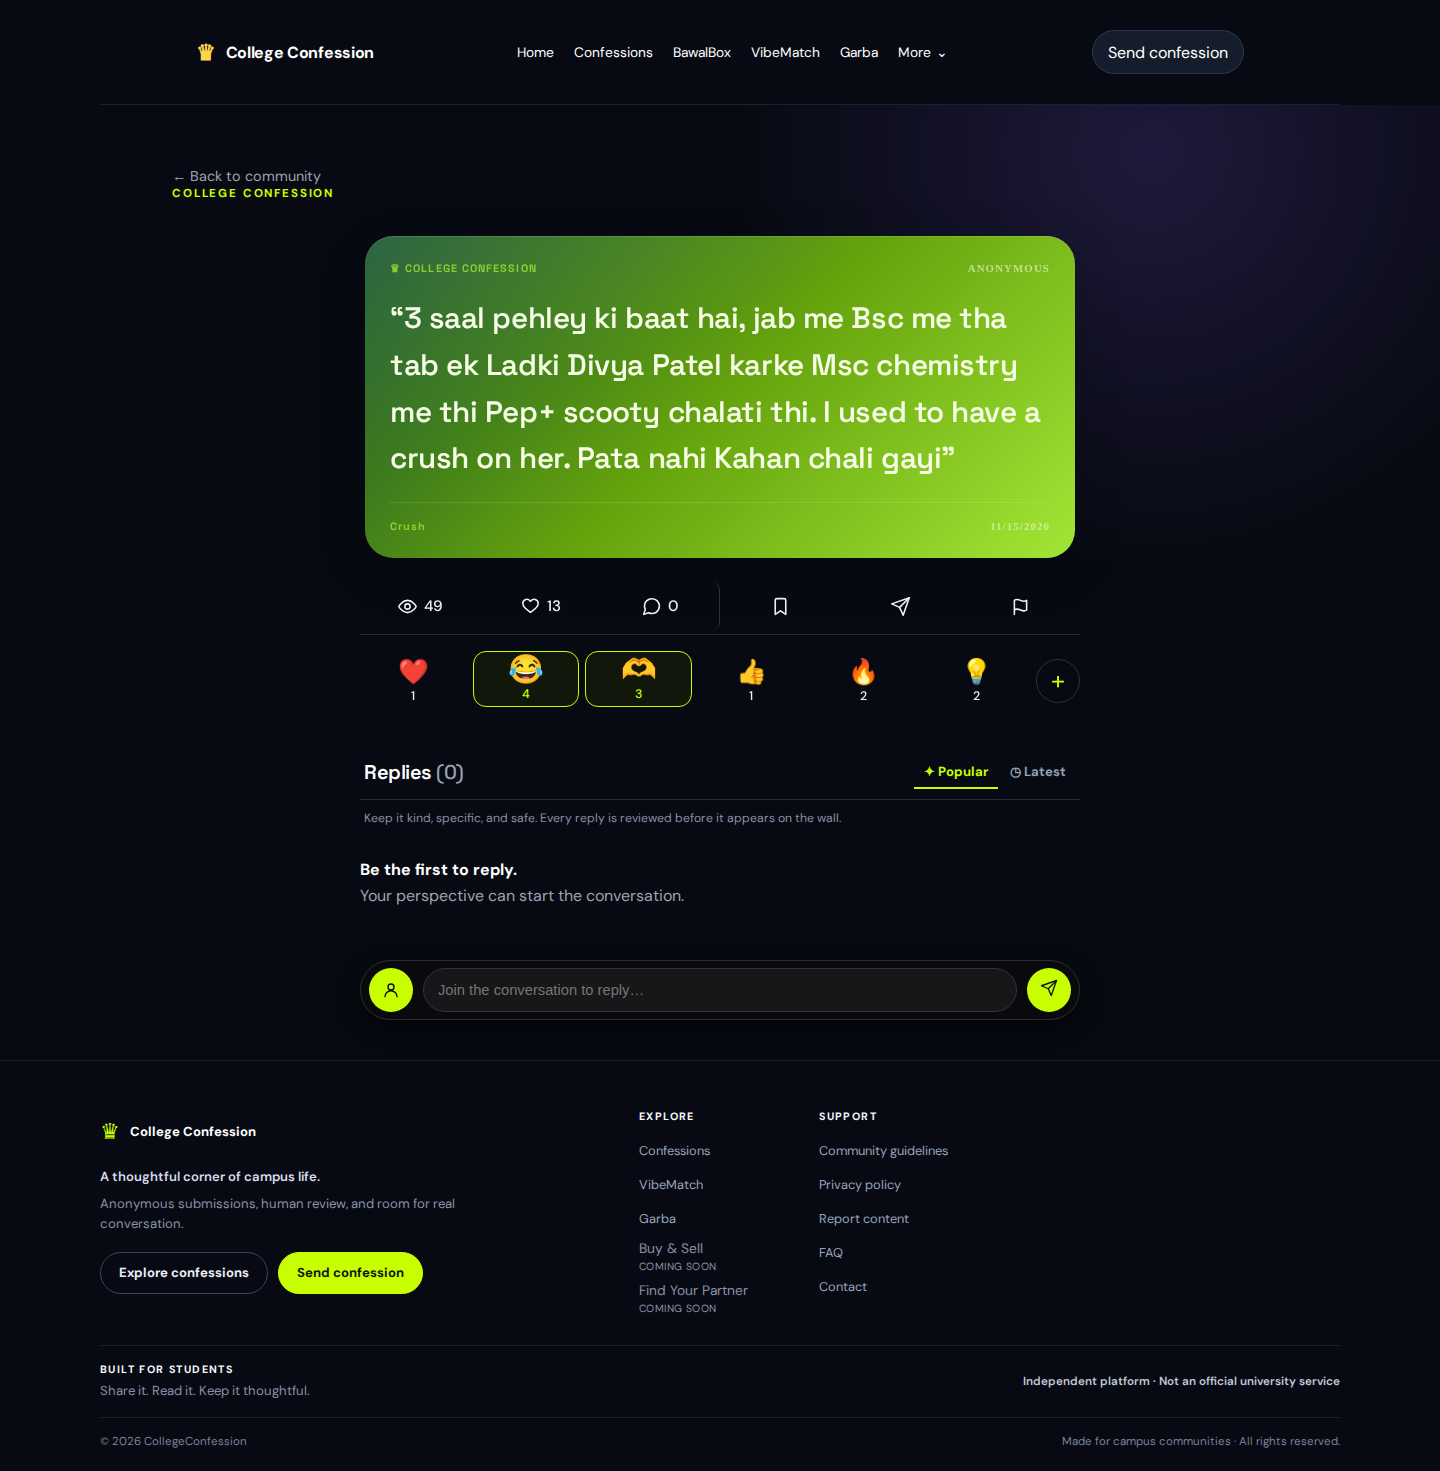 ♛ College Confession
Home Confessions BawalBox VibeMatch Garba More ⌄
Send confession
← Back to community
COLLEGE CONFESSION
♛ COLLEGE CONFESSION
ANONYMOUS
“3 saal pehley ki baat hai, jab me Bsc me tha
tab ek Ladki Divya Patel karke Msc chemistry
me thi Pep+ scooty chalati thi. I used to have a
crush on her. Pata nahi Kahan chali gayi”
Crush
11/15/2026
49 13 0
❤️ 😂 🫶 👍 🔥 💡 +
1 4 3 1 2 2
Replies (0)
✦ Popular ◷ Latest
Keep it kind, specific, and safe. Every reply is reviewed before it appears on the wall.
Be the first to reply.
Your perspective can start the conversation.
Join the conversation to reply…
♛ College Confession
A thoughtful corner of campus life.
Anonymous submissions, human review, and room for real
conversation.
Explore confessions
Send confession
EXPLORE
Confessions
VibeMatch
Garba
Buy & Sell
COMING SOON
Find Your Partner
COMING SOON
SUPPORT
Community guidelines
Privacy policy
Report content
FAQ
Contact
BUILT FOR STUDENTS
Share it. Read it. Keep it thoughtful.
Independent platform · Not an official university service
© 2026 CollegeConfession
Made for campus communities · All rights reserved.